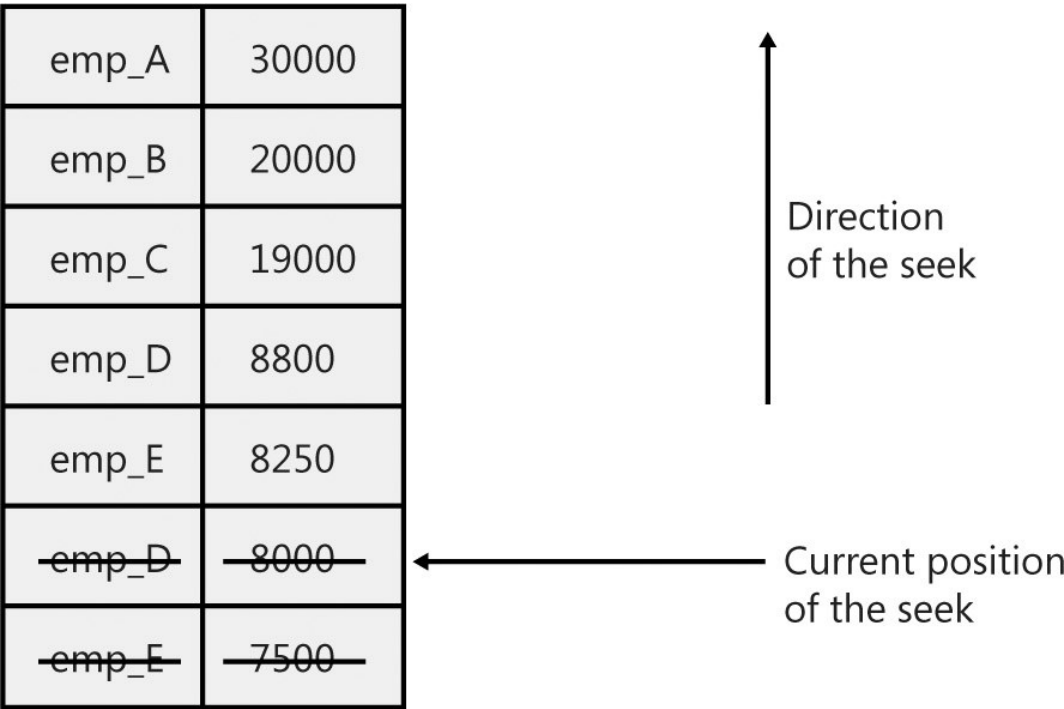 emp_A 30000
emp_B 20000
emp_C 19000
emp_D 8800
emp_E 8250
emp_D 8000
emp_E 7500
Direction
of the seek
Current position
of the seek